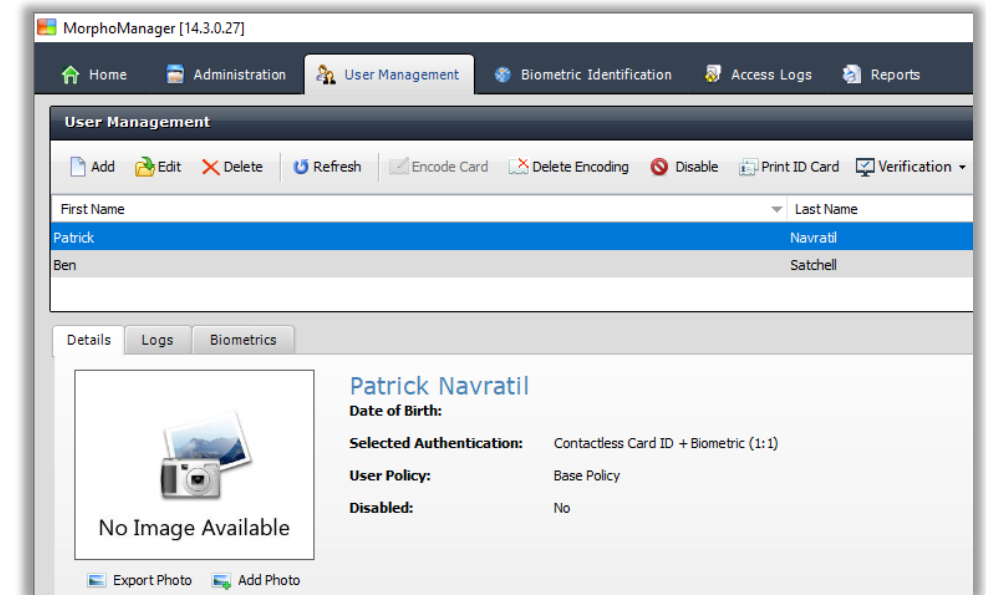 MorphoManager [14.3.0.27]
Home Administration User Management Biometric Identification Access Logs Reports
User Management
Add Edit Delete Refresh Encode Card Delete Encoding Disable Print ID Card Verification
First Name Last Name
Patrick Navratil
Ben Satchell
Details Logs Biometrics
Patrick Navratil
Date of Birth:
Selected Authentication: Contactless Card ID + Biometric (1:1)
User Policy: Base Policy
Disabled: No
No Image Available
Export Photo Add Photo